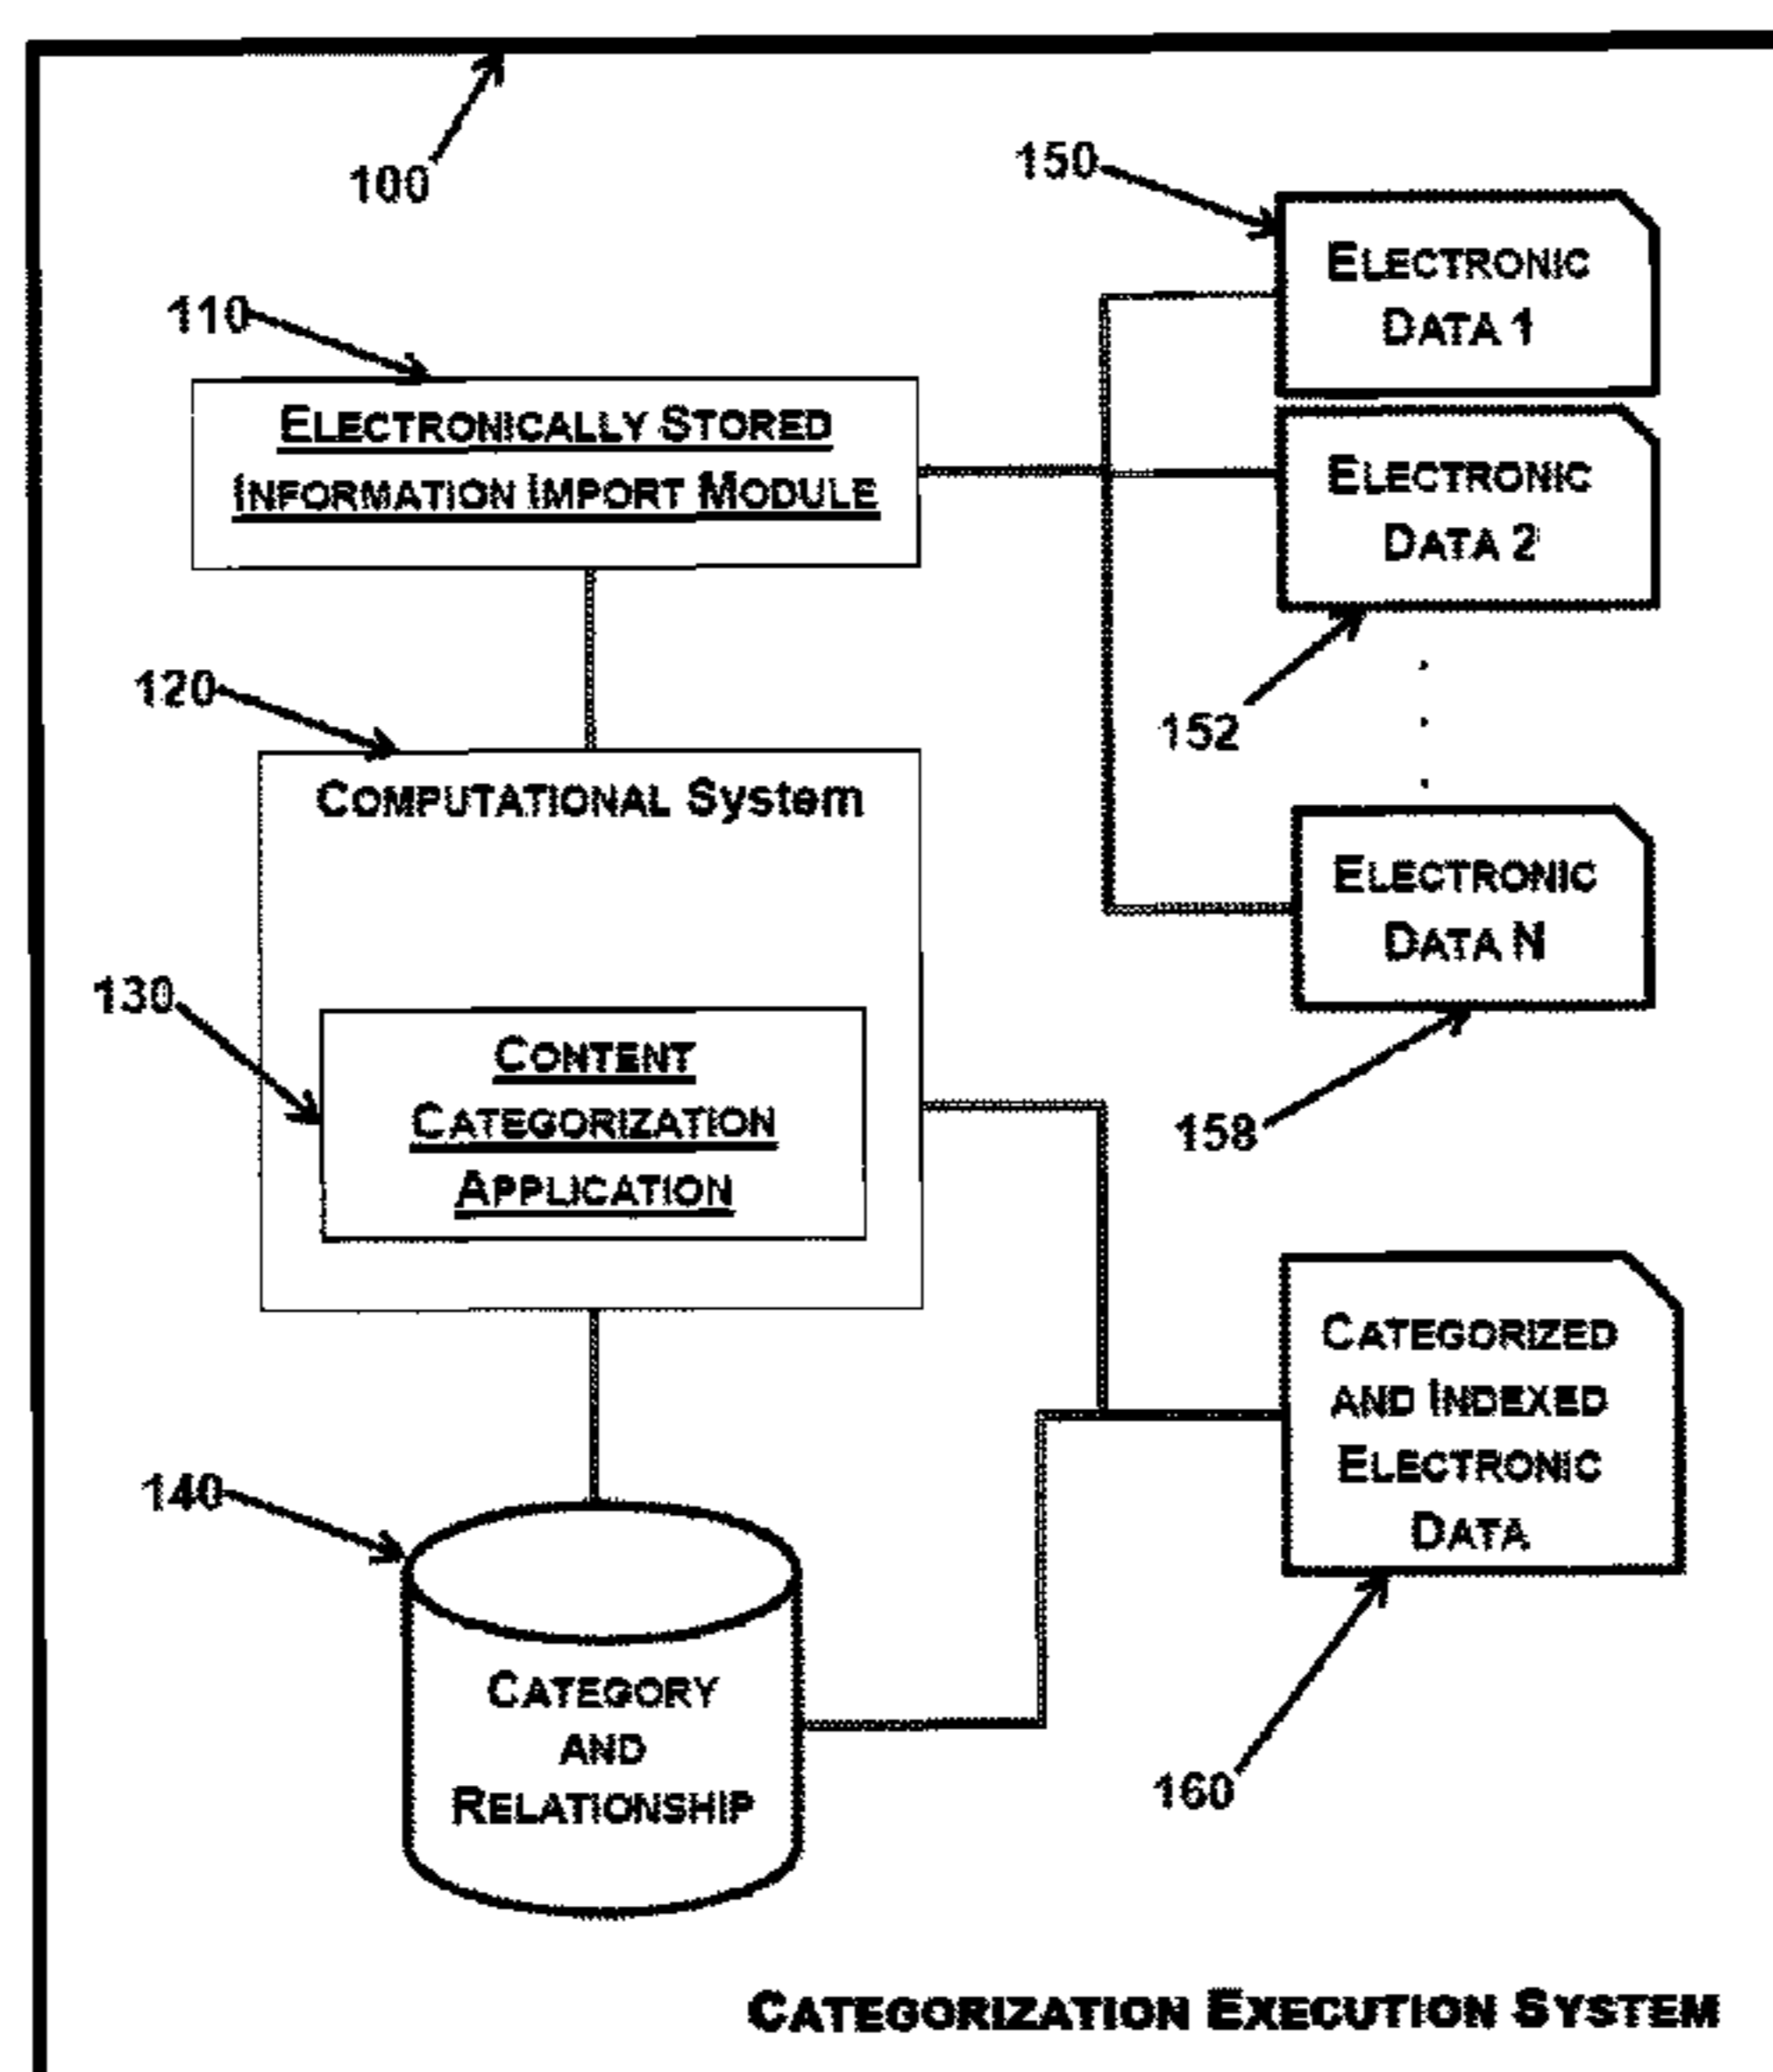 100
150
ELECTRONIC
DATA 1
110
ELECTRONICALLY STORED
INFORMATION IMPORT MODULE
ELECTRONIC
DATA 2
152
120
COMPUTATIONAL System
ELECTRONIC
DATA N
158
130
CONTENT
CATEGORIZATION
APPLICATION
CATEGORIZED
AND INDEXED
ELECTRONIC
DATA
140
160
CATEGORY
AND
RELATIONSHIP
CATEGORIZATION EXECUTION SYSTEM